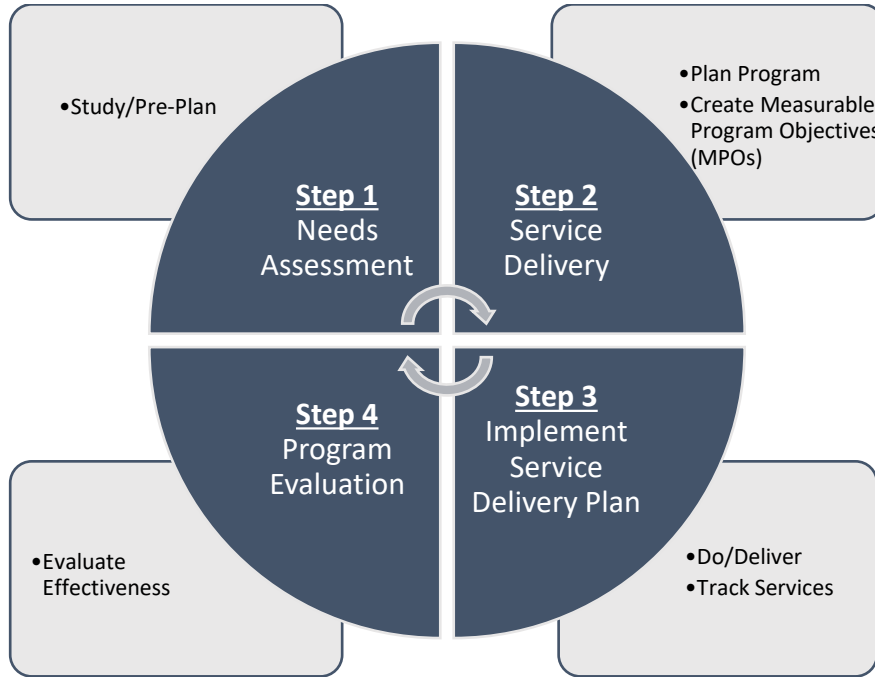 •Study/Pre-Plan
•Plan Program
•Create Measurable
Program Objectives
(MPOs)
Step 1
Needs
Assessment
Step 2
Service
Delivery
Step 4
Program
Evaluation
Step 3
Implement
Service
Delivery Plan
•Evaluate
Effectiveness
•Do/Deliver
•Track Services